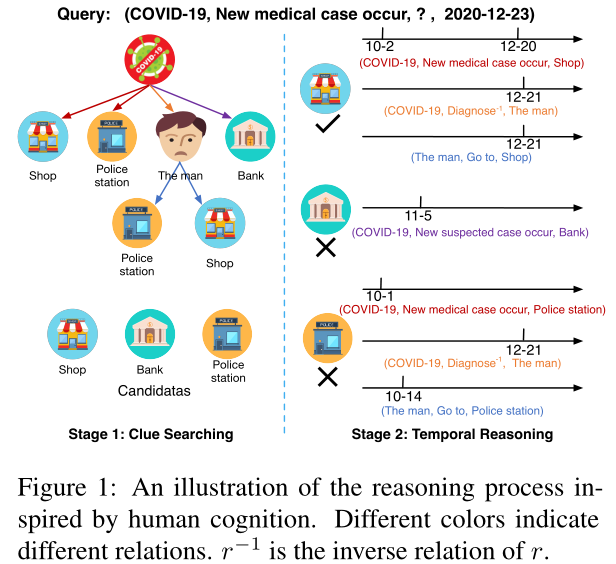 Query: (COVID-19, New medical case occur, ? , 2020-12-23)
COVID-19
Shop
Police
station
The man
Bank
Police
station
Shop
Shop
Bank
Police
station
Candidatas
Stage 1: Clue Searching
10-2
12-20
(COVID-19, New medical case occur, Shop)
12-21
(COVID-19, Diagnose⁻¹, The man)
12-21
(The man, Go to, Shop)
11-5
(COVID-19, New suspected case occur, Bank)
10-1
(COVID-19, New medical case occur, Police station)
12-21
(COVID-19, Diagnose⁻¹, The man)
10-14
(The man, Go to, Police station)
Stage 2: Temporal Reasoning
Figure 1: An illustration of the reasoning process in-
spired by human cognition. Different colors indicate
different relations. r⁻¹ is the inverse relation of r.